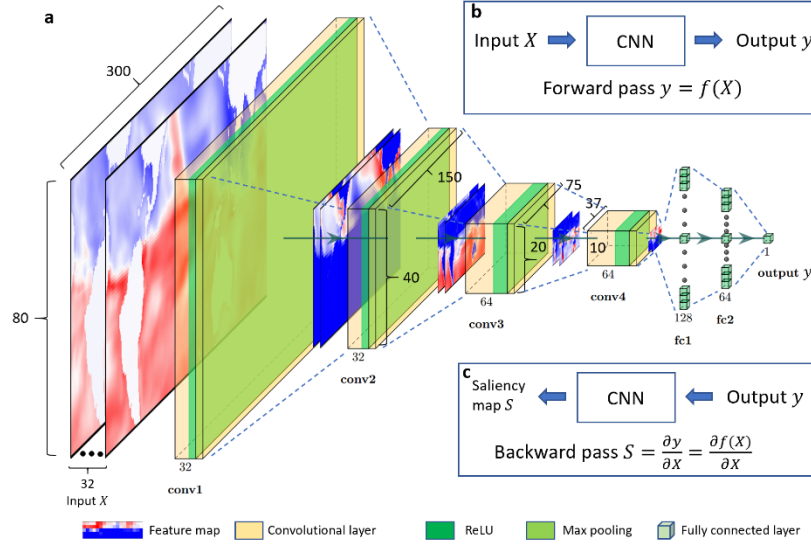 a
300
80
32
Input X
32
conv1
150
40
32
conv2
75
20
64
conv3
37
10
64
conv4
128
fc1
64
fc2
1
output y
b
Input X CNN Output y
Forward pass y = f(X)
c
Saliency
map S
CNN Output y
Backward pass S = ∂y/∂X = ∂f(X)/∂X
Feature map Convolutional layer ReLU Max pooling Fully connected layer